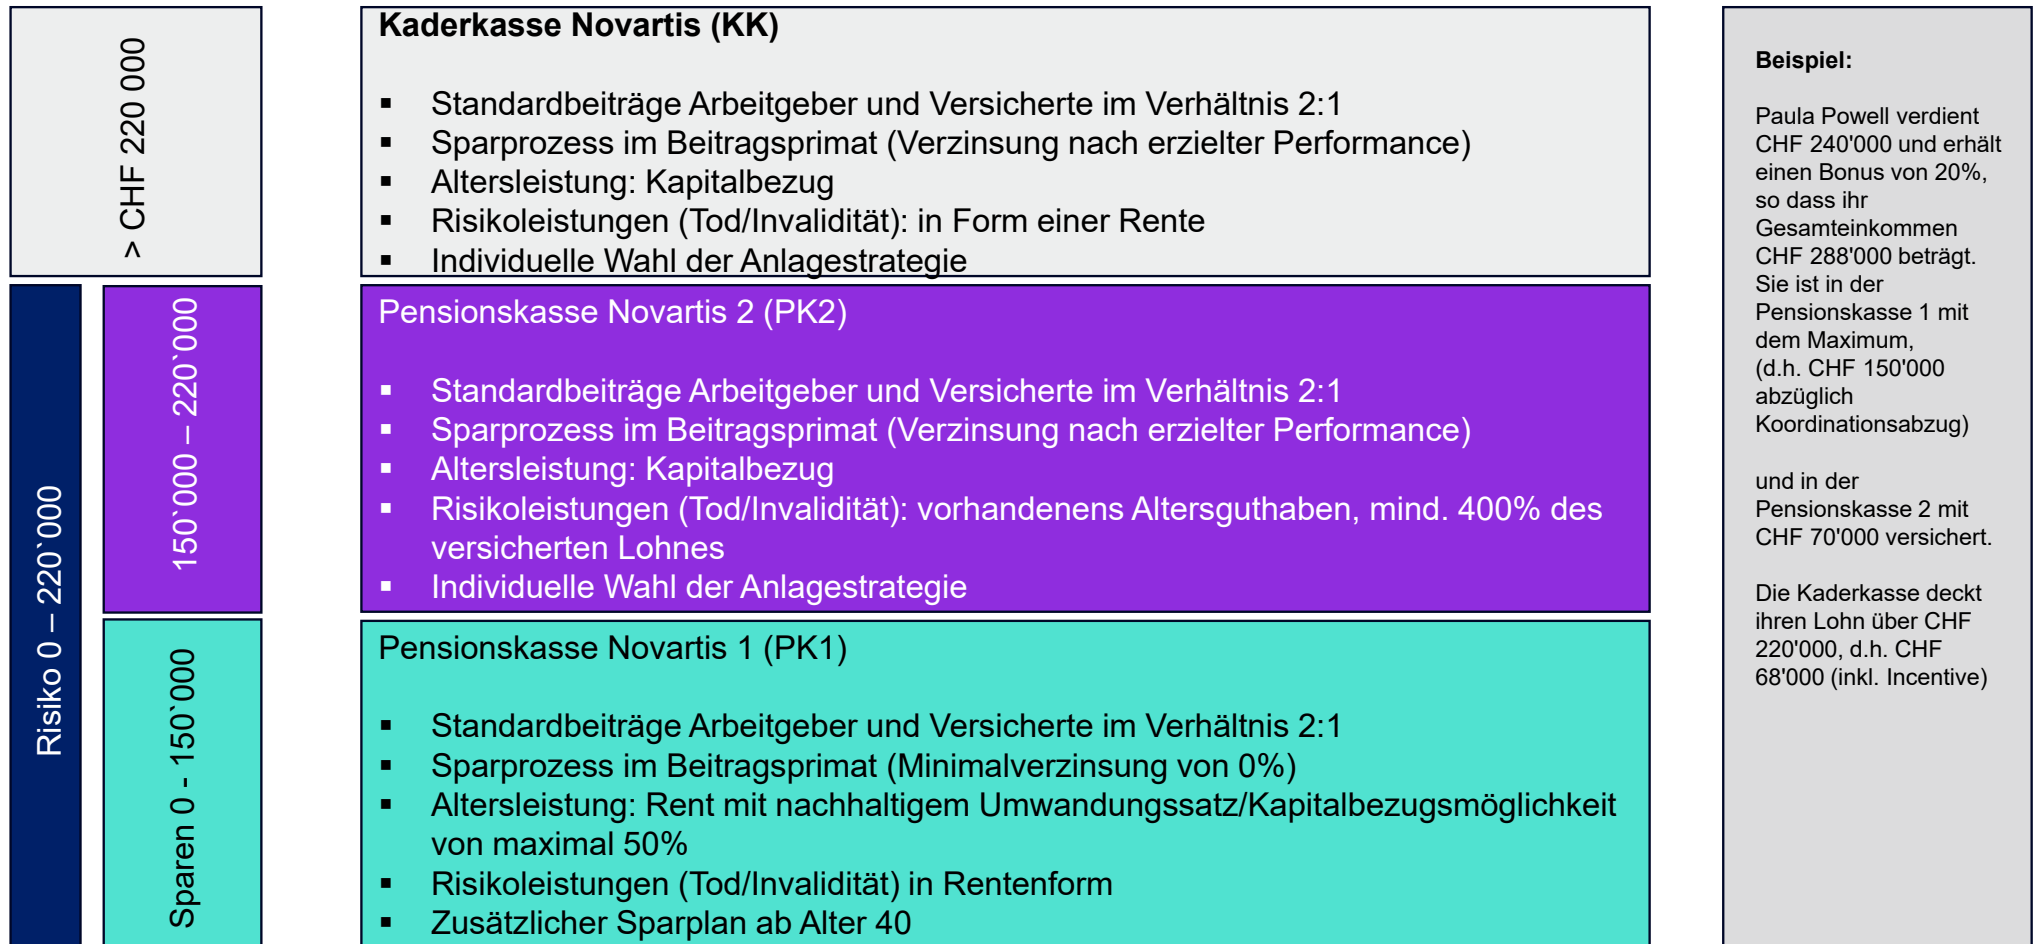 > CHF 220 000
Kaderkasse Novartis (KK)
▪ Standardbeiträge Arbeitgeber und Versicherte im Verhältnis 2:1
▪ Sparprozess im Beitragsprimat (Verzinsung nach erzielter Performance)
▪ Altersleistung: Kapitalbezug
▪ Risikoleistungen (Tod/Invalidität): in Form einer Rente
▪ Individuelle Wahl der Anlagestrategie
Risiko 0 – 220`000
150`000 – 220`000
Pensionskasse Novartis 2 (PK2)
▪ Standardbeiträge Arbeitgeber und Versicherte im Verhältnis 2:1
▪ Sparprozess im Beitragsprimat (Verzinsung nach erzielter Performance)
▪ Altersleistung: Kapitalbezug
▪ Risikoleistungen (Tod/Invalidität): vorhandenens Altersguthaben, mind. 400% des
versicherten Lohnes
▪ Individuelle Wahl der Anlagestrategie
Sparen 0 - 150`000
Pensionskasse Novartis 1 (PK1)
▪ Standardbeiträge Arbeitgeber und Versicherte im Verhältnis 2:1
▪ Sparprozess im Beitragsprimat (Minimalverzinsung von 0%)
▪ Altersleistung: Rent mit nachhaltigem Umwandungssatz/Kapitalbezugsmöglichkeit
von maximal 50%
▪ Risikoleistungen (Tod/Invalidität) in Rentenform
▪ Zusätzlicher Sparplan ab Alter 40
Beispiel:
Paula Powell verdient
CHF 240'000 und erhält
einen Bonus von 20%,
so dass ihr
Gesamteinkommen
CHF 288'000 beträgt.
Sie ist in der
Pensionskasse 1 mit
dem Maximum,
(d.h. CHF 150'000
abzüglich
Koordinationsabzug)
und in der
Pensionskasse 2 mit
CHF 70'000 versichert.
Die Kaderkasse deckt
ihren Lohn über CHF
220'000, d.h. CHF
68'000 (inkl. Incentive)